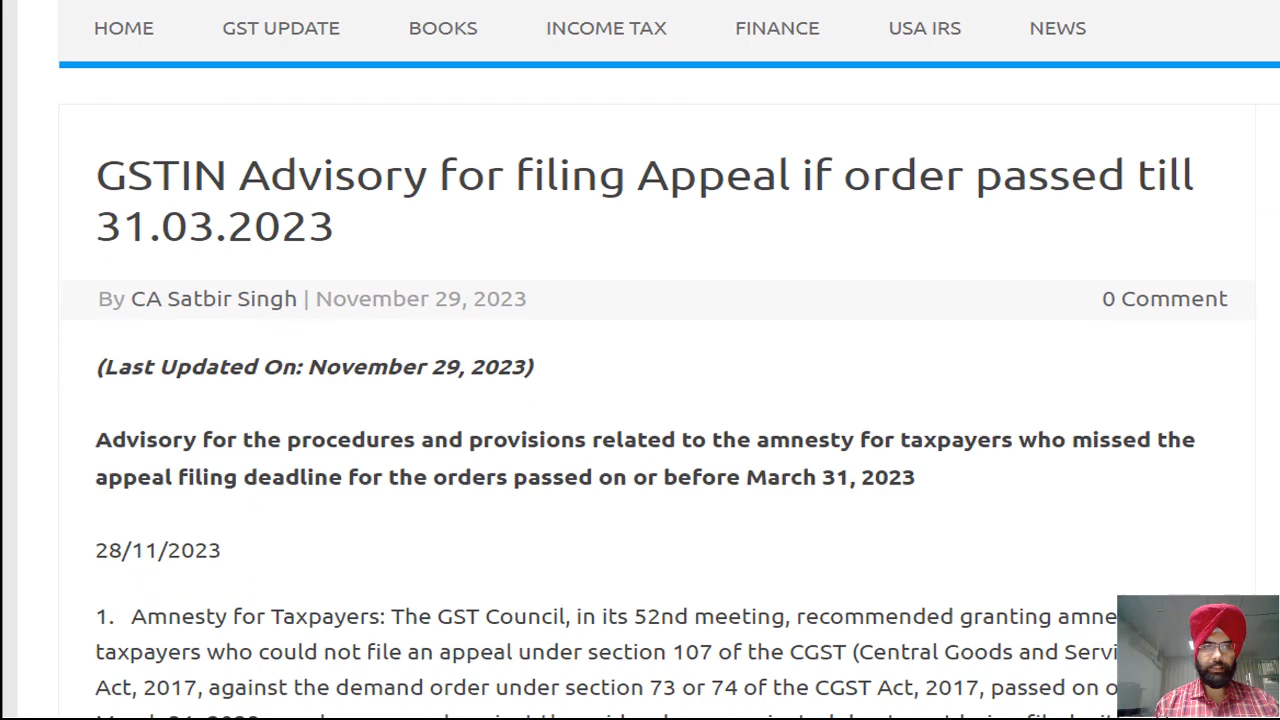 HOME GST UPDATE BOOKS INCOME TAX FINANCE USA IRS NEWS
GSTIN Advisory for filing Appeal if order passed till
31.03.2023
By CA Satbir Singh | November 29, 2023 0 Comment
(Last Updated On: November 29, 2023)
Advisory for the procedures and provisions related to the amnesty for taxpayers who missed the
appeal filing deadline for the orders passed on or before March 31, 2023
28/11/2023
1. Amnesty for Taxpayers: The GST Council, in its 52nd meeting, recommended granting amne
taxpayers who could not file an appeal under section 107 of the CGST (Central Goods and Servi
Act, 2017, against the demand order under section 73 or 74 of the CGST Act, 2017, passed on o